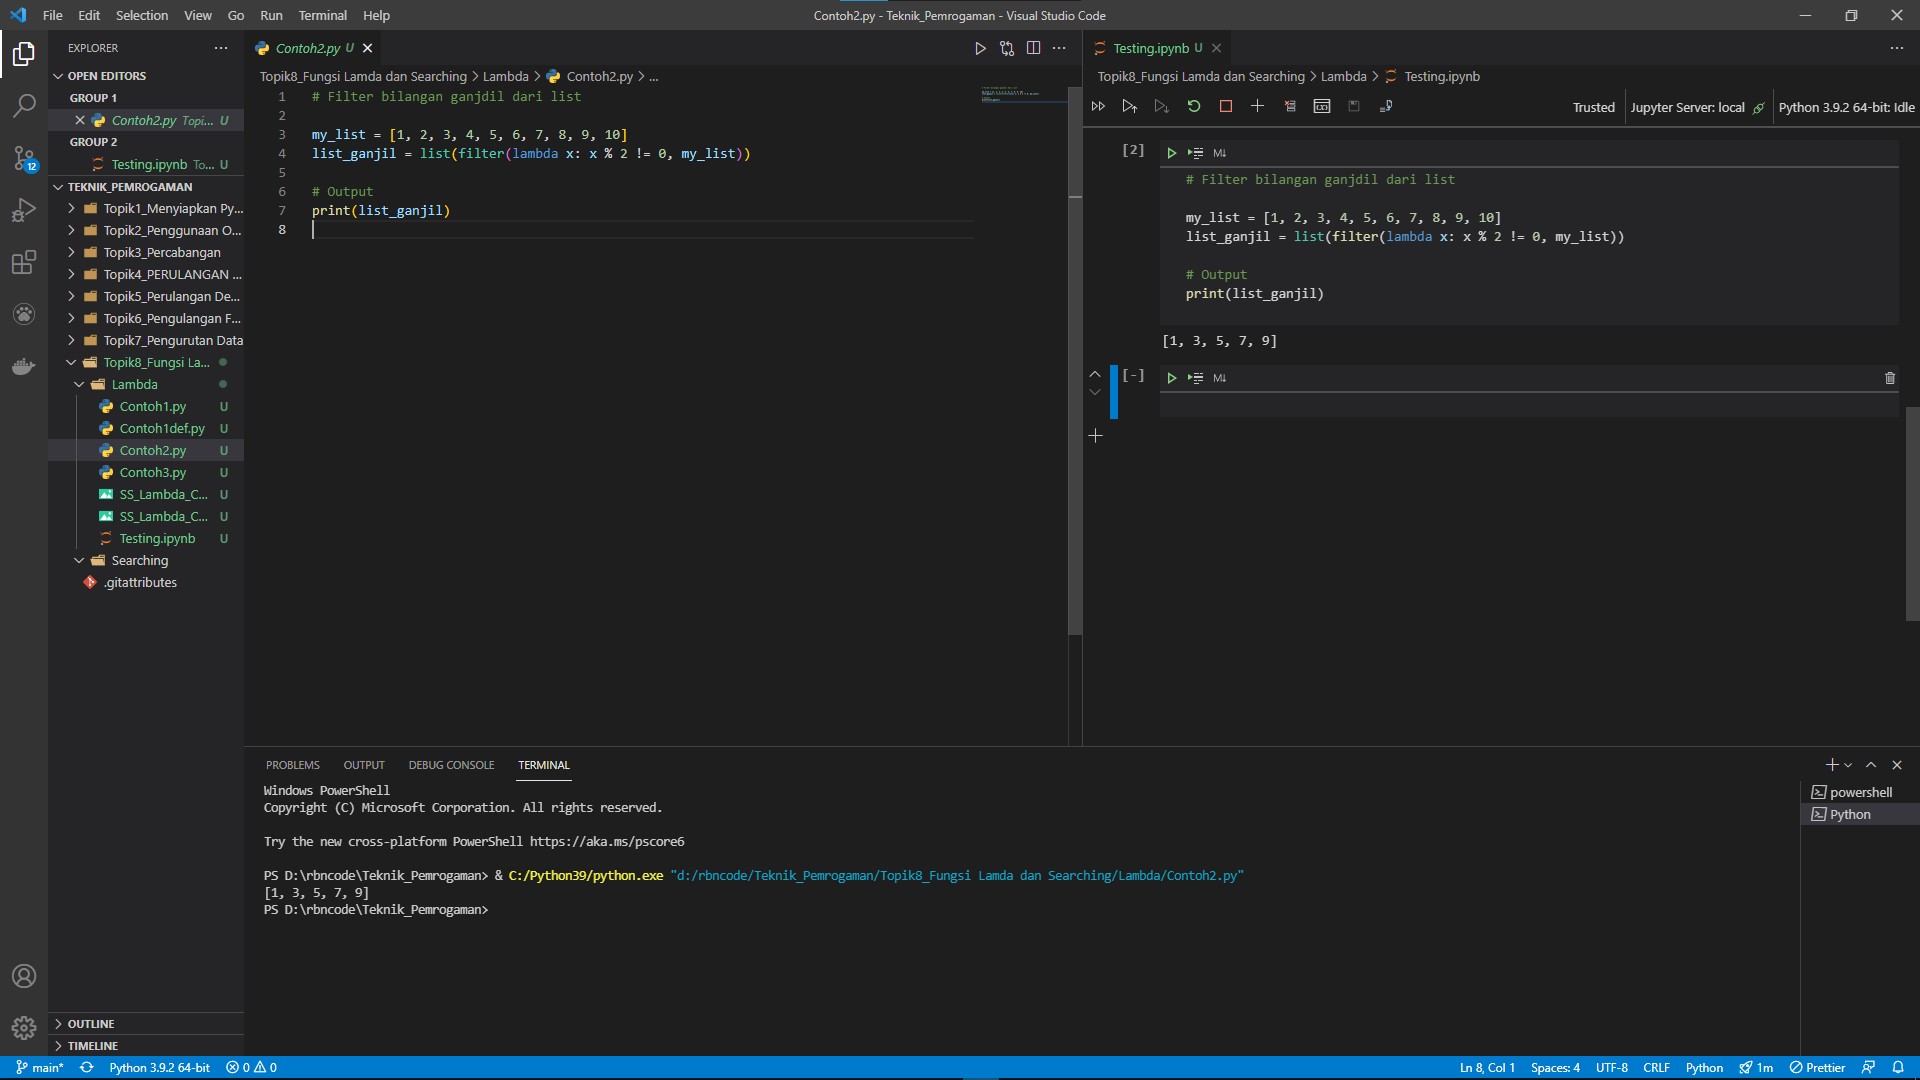 File Edit Selection View Go Run Terminal Help
Contoh2.py - Teknik_Pemrogaman - Visual Studio Code
EXPLORER
OPEN EDITORS
GROUP 1
Contoh2.py Topi... U
GROUP 2
Testing.ipynb To... U
TEKNIK_PEMROGAMAN
Topik1_Menyiapkan Py...
Topik2_Penggunaan O...
Topik3_Percabangan
Topik4_PERULANGAN ...
Topik5_Perulangan De...
Topik6_Pengulangan F...
Topik7_Pengurutan Data
Topik8_Fungsi La...
Lambda
Contoh1.py U
Contoh1def.py U
Contoh2.py U
Contoh3.py U
SS_Lambda_C... U
SS_Lambda_C... U
Testing.ipynb U
Searching
.gitattributes
OUTLINE
TIMELINE
12
Contoh2.py U
Topik8_Fungsi Lamda dan Searching > Lambda > Contoh2.py > ...
1 # Filter bilangan ganjdil dari list
2
3 my_list = [1, 2, 3, 4, 5, 6, 7, 8, 9, 10]
4 list_ganjil = list(filter(lambda x: x % 2 != 0, my_list))
5
6 # Output
7 print(list_ganjil)
8
Testing.ipynb U
Topik8_Fungsi Lamda dan Searching > Lambda > Testing.ipynb
Trusted Jupyter Server: local Python 3.9.2 64-bit: Idle
[2] M↓
# Filter bilangan ganjdil dari list
my_list = [1, 2, 3, 4, 5, 6, 7, 8, 9, 10]
list_ganjil = list(filter(lambda x: x % 2 != 0, my_list))
# Output
print(list_ganjil)
[1, 3, 5, 7, 9]
[-] M↓
PROBLEMS OUTPUT DEBUG CONSOLE TERMINAL
Windows PowerShell
Copyright (C) Microsoft Corporation. All rights reserved.
Try the new cross-platform PowerShell https://aka.ms/pscore6
PS D:\rbncode\Teknik_Pemrogaman> & C:/Python39/python.exe "d:/rbncode/Teknik_Pemrogaman/Topik8_Fungsi Lamda dan Searching/Lambda/Contoh2.py"
[1, 3, 5, 7, 9]
PS D:\rbncode\Teknik_Pemrogaman>
powershell
Python
main* Python 3.9.2 64-bit 0 0
Ln 8, Col 1 Spaces: 4 UTF-8 CRLF Python 1m Prettier